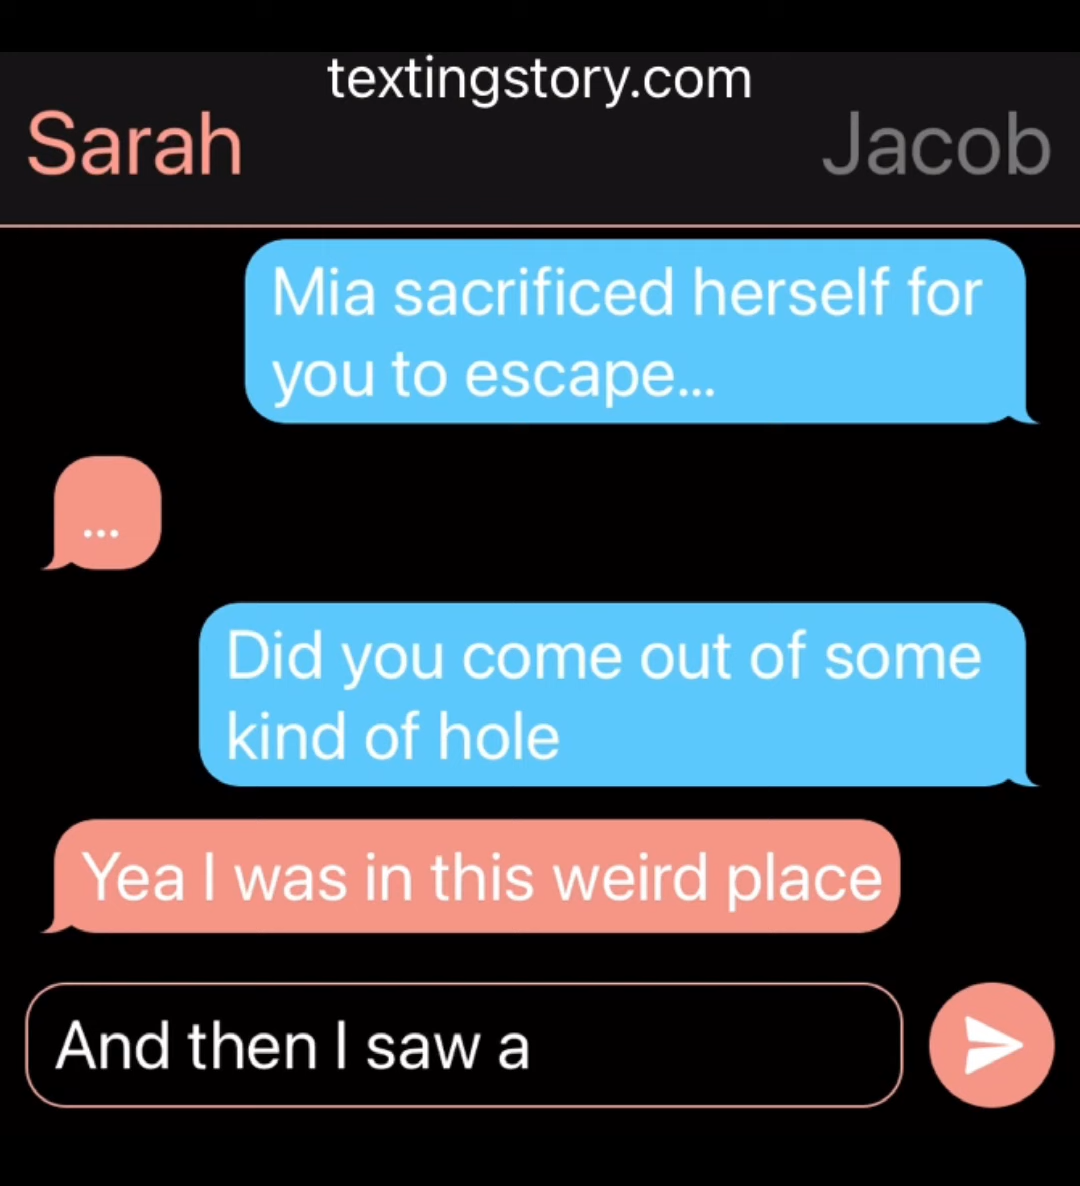 textingstory.com
Sarah Jacob
Mia sacrificed herself for
you to escape...
...
Did you come out of some
kind of hole
Yea I was in this weird place
And then I saw a